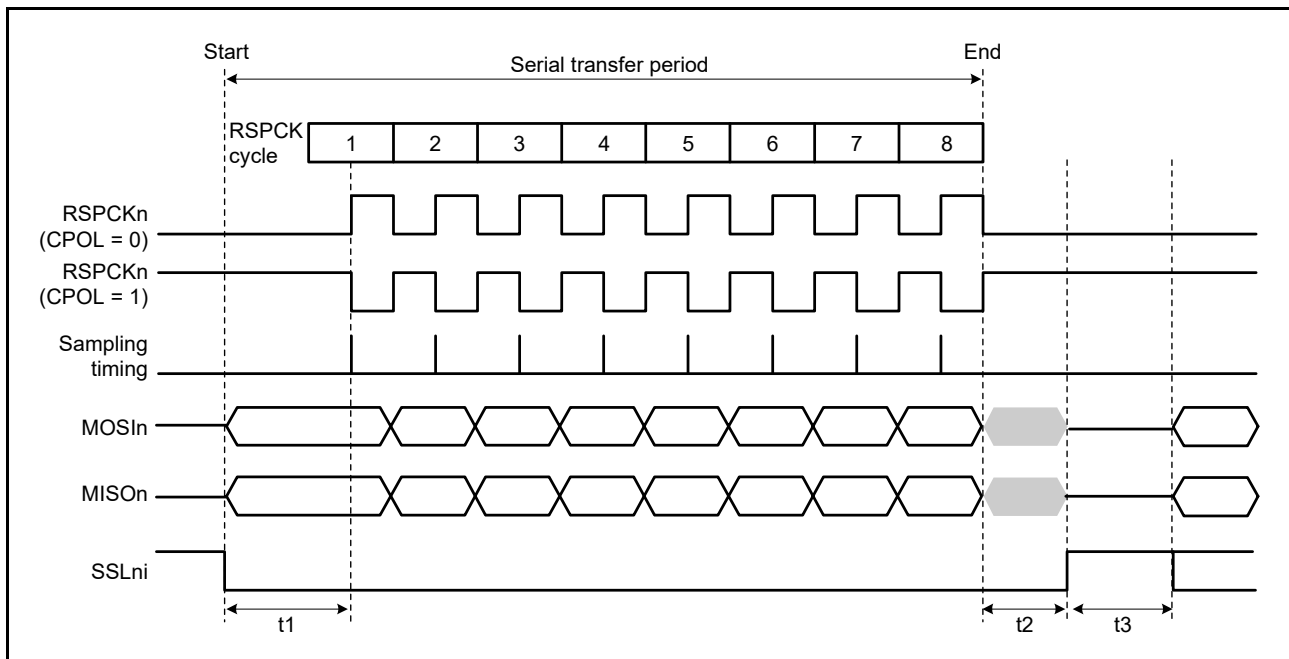 Start
End
Serial transfer period
RSPCK
cycle
1 2 3 4 5 6 7 8
RSPCKn
(CPOL = 0)
RSPCKn
(CPOL = 1)
Sampling
timing
MOSIn
MISOn
SSLni
t1
t2
t3